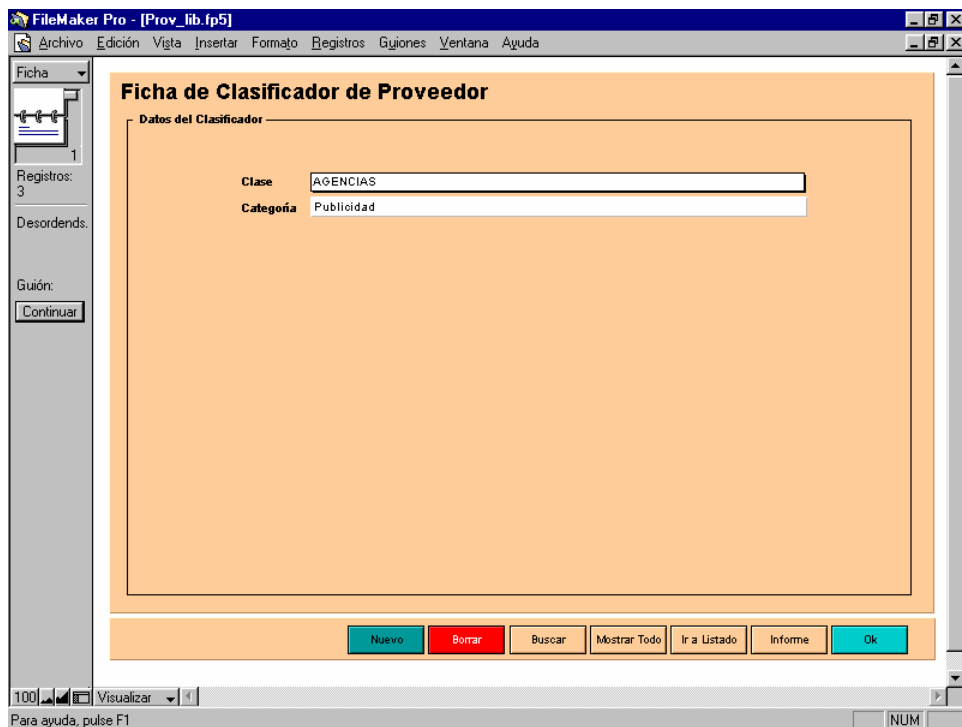 FileMaker Pro - [Prov_lib.fp5]
Archivo Edición Vista Insertar Formato Registros Guiones Ventana Ayuda
Ficha
1
Registros:
3
Desordends.
Guión:
Continuar
Ficha de Clasificador de Proveedor
Datos del Clasificador
Clase AGENCIAS
Categoría Publicidad
Nuevo Borrar Buscar Mostrar Todo Ir a Listado Informe Ok
100 Visualizar
Para ayuda, pulse F1 NUM